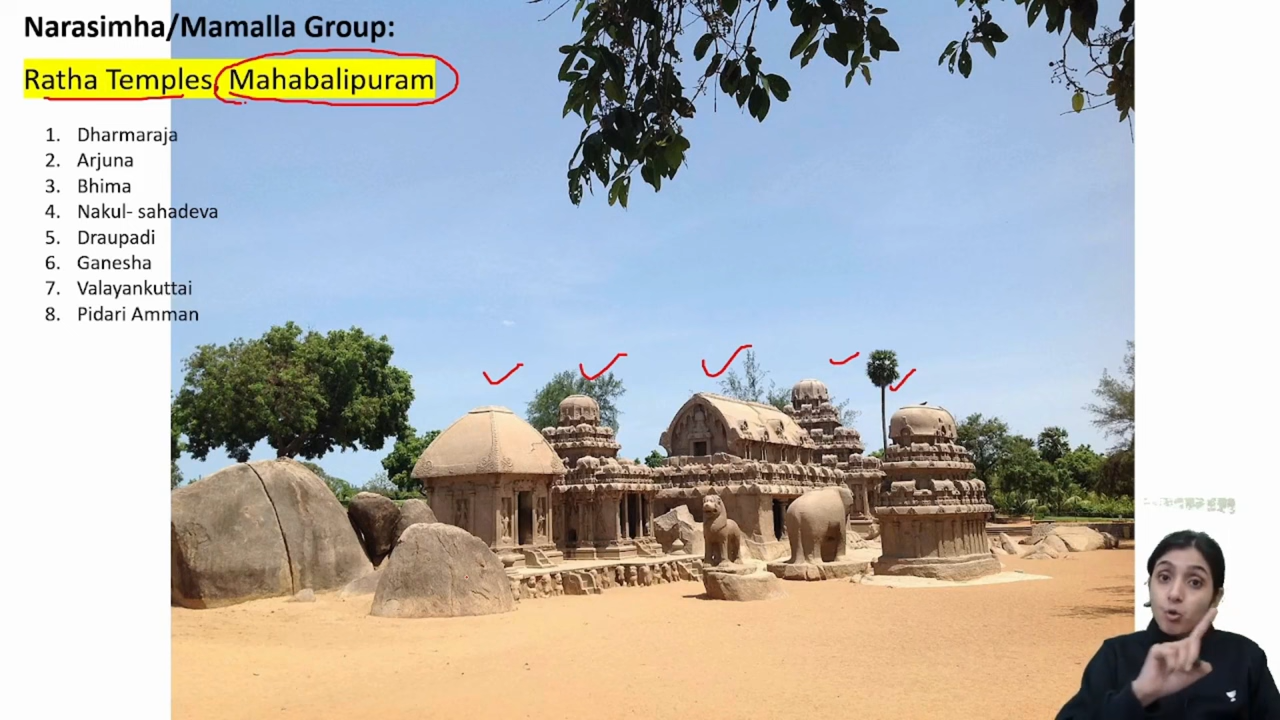 Narasimha/Mamalla Group:
Ratha Temples, Mahabalipuram
1. Dharmaraja
2. Arjuna
3. Bhima
4. Nakul- sahadeva
5. Draupadi
6. Ganesha
7. Valayankuttai
8. Pidari Amman